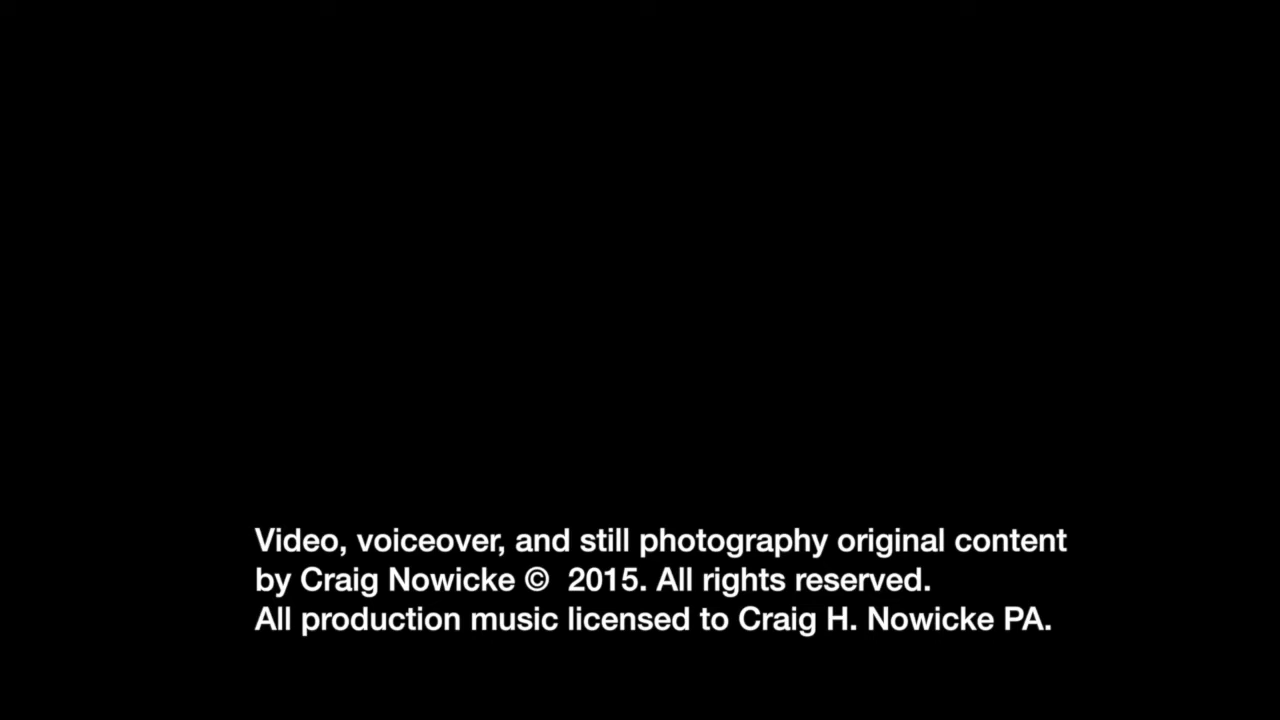 Video, voiceover, and still photography original content
by Craig Nowicke ©  2015. All rights reserved.
All production music licensed to Craig H. Nowicke PA.